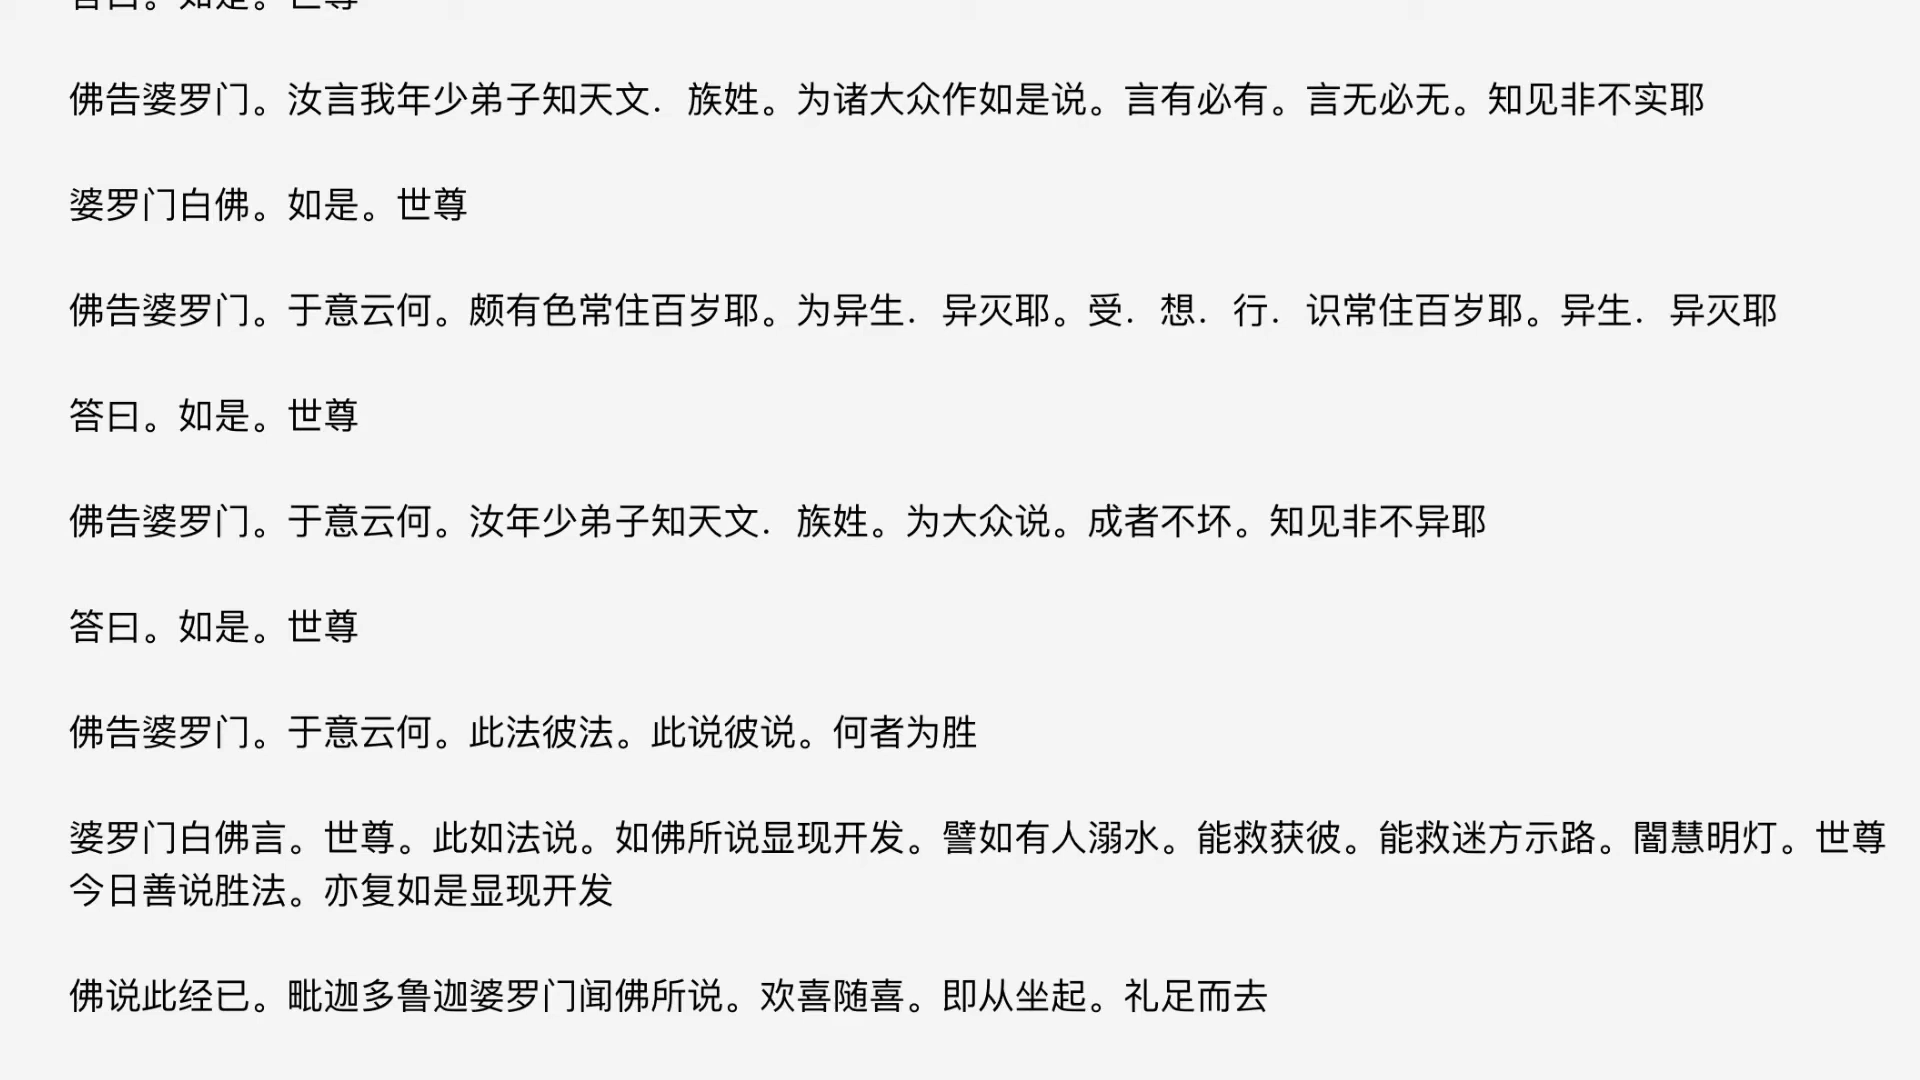 答曰。如是。世尊
佛告婆罗门。汝言我年少弟子知天文．族姓。为诸大众作如是说。言有必有。言无必无。知见非不实耶
婆罗门白佛。如是。世尊
佛告婆罗门。于意云何。颇有色常住百岁耶。为异生．异灭耶。受．想．行．识常住百岁耶。异生．异灭耶
答曰。如是。世尊
佛告婆罗门。于意云何。汝年少弟子知天文．族姓。为大众说。成者不坏。知见非不异耶
答曰。如是。世尊
佛告婆罗门。于意云何。此法彼法。此说彼说。何者为胜
婆罗门白佛言。世尊。此如法说。如佛所说显现开发。譬如有人溺水。能救获彼。能救迷方示路。闇慧明灯。世尊
今日善说胜法。亦复如是显现开发
佛说此经已。毗迦多鲁迦婆罗门闻佛所说。欢喜随喜。即从坐起。礼足而去